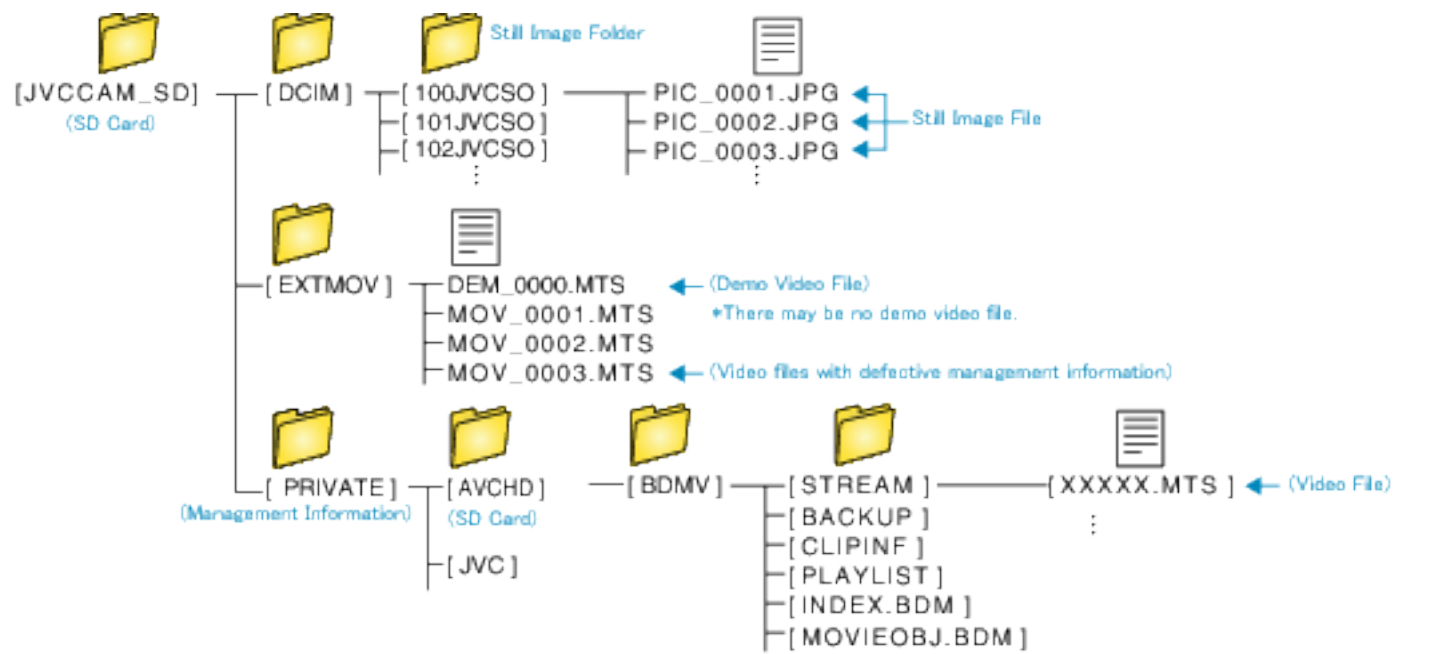 Still Image Folder
[JVCCAM_SD] [ DCIM ] [ 100JVCSO ] PIC_0001.JPG
(SD Card) [ 101JVCSO ] PIC_0002.JPG Still Image File
[ 102JVCSO ] PIC_0003.JPG
[ EXTMOV ] DEM_0000.MTS (Demo Video File)
MOV_0001.MTS *There may be no demo video file.
MOV_0002.MTS
MOV_0003.MTS (Video files with defective management information)
[ PRIVATE ] [ AVCHD ] [ BDMV ] [ STREAM ] [ XXXXX.MTS ] (Video File)
(Management Information) (SD Card) [ BACKUP ]
[ CLIPINF ]
[ JVC ] [ PLAYLIST ]
[ INDEX.BDM ]
[ MOVIEOBJ.BDM ]